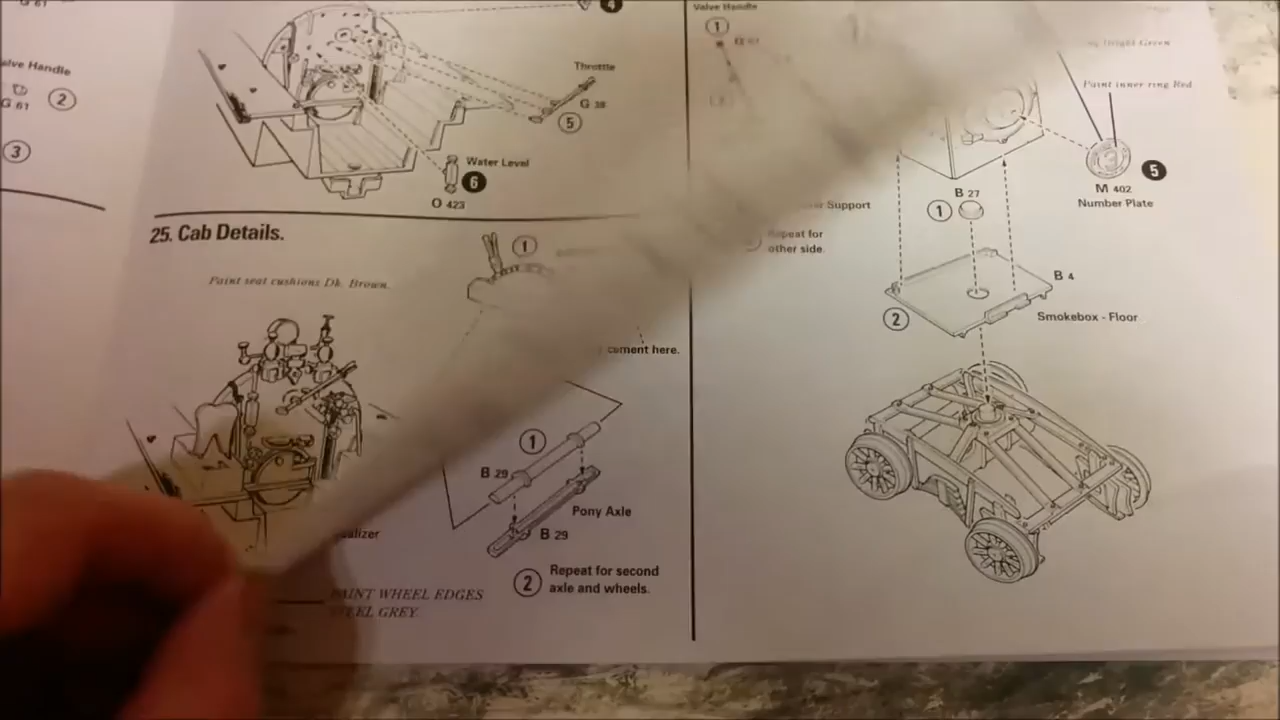 G 61
Valve Handle
G 61
2
3
4
Throttle
G 38
5
Water Level
6
O 423
25. Cab Details.
Paint seat cushions Dk. Brown.
1
cement here.
1
B 29
Pony Axle
B 29
2
Repeat for second
axle and wheels.
PAINT WHEEL EDGES
STEEL GREY.
Valve Handle
1
G 61
Bright Green
Paint inner ring Red
5
M 402
Number Plate
B 27
1
Support
Repeat for
other side.
B 4
2
Smokebox - Floor